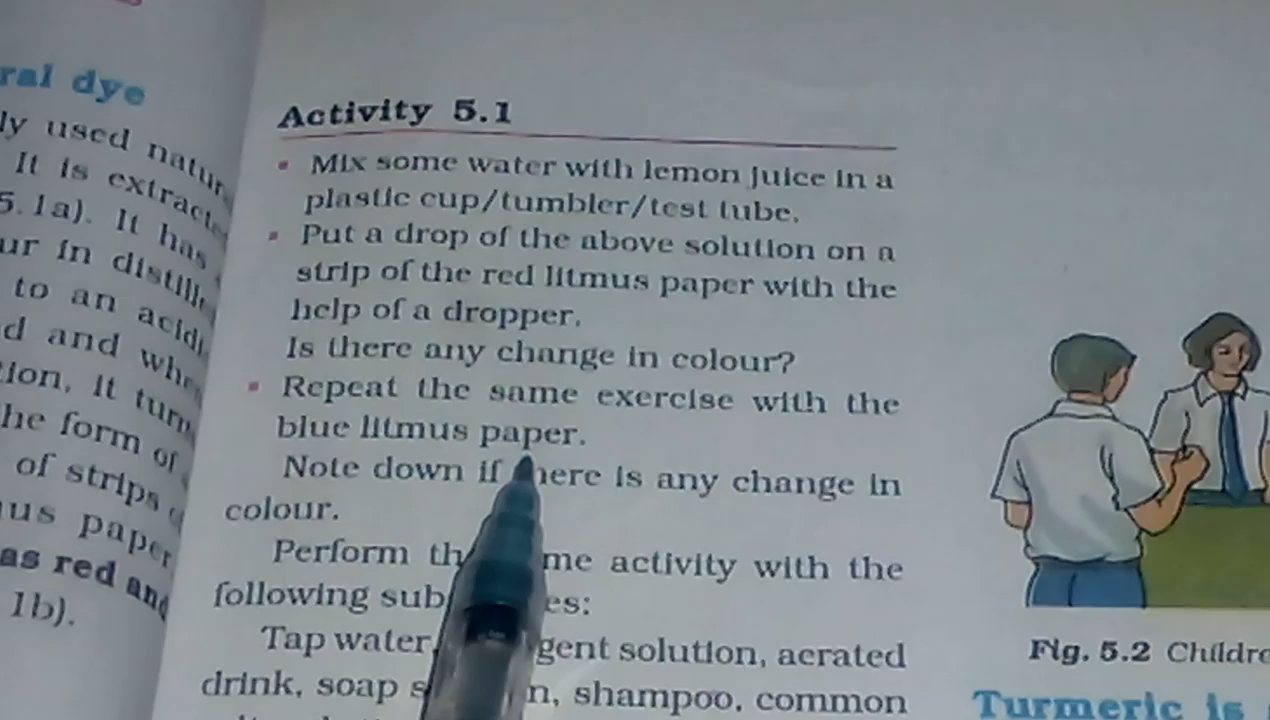 ral dye
ly used natur
It is extract
5.1a). It has
ur in distill
to an acidi
d and whe
tion, it turn
he form of
of strips
us paper
as red and
1b).
Activity 5.1
Mix some water with lemon juice in a
plastic cup/tumbler/test tube.
Put a drop of the above solution on a
strip of the red litmus paper with the
help of a dropper.
Is there any change in colour?
Repeat the same exercise with the
blue litmus paper.
Note down if here is any change in
colour.
Perform th me activity with the
following sub es:
Tap water, gent solution, aerated
drink, soap s n, shampoo, common
Fig. 5.2 Childre
Turmeric is